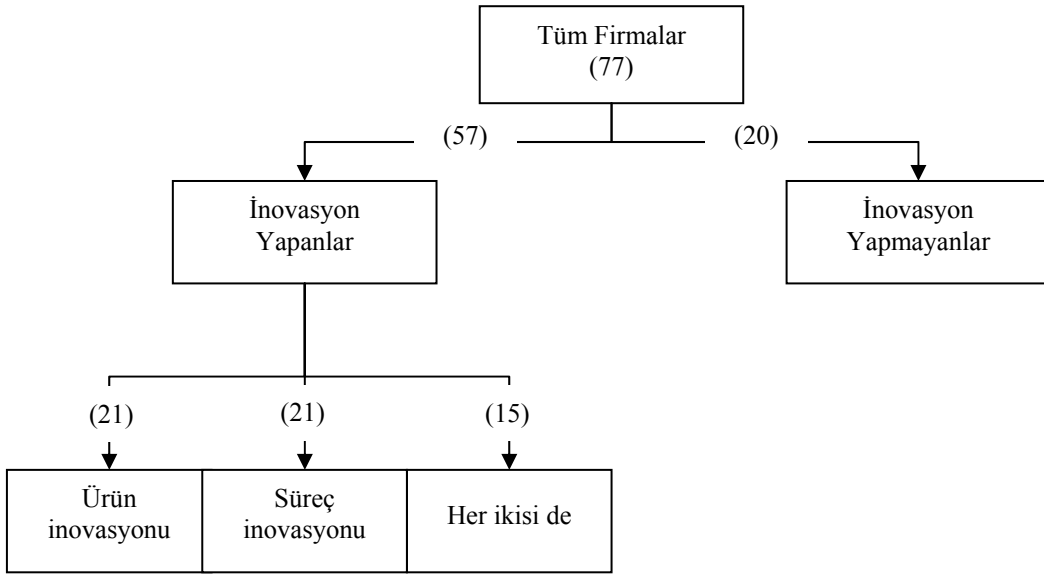 Tüm Firmalar
(77)
(57)
(20)
İnovasyon
Yapanlar
İnovasyon
Yapmayanlar
(21)
(21)
(15)
Ürün
inovasyonu
Süreç
inovasyonu
Her ikisi de